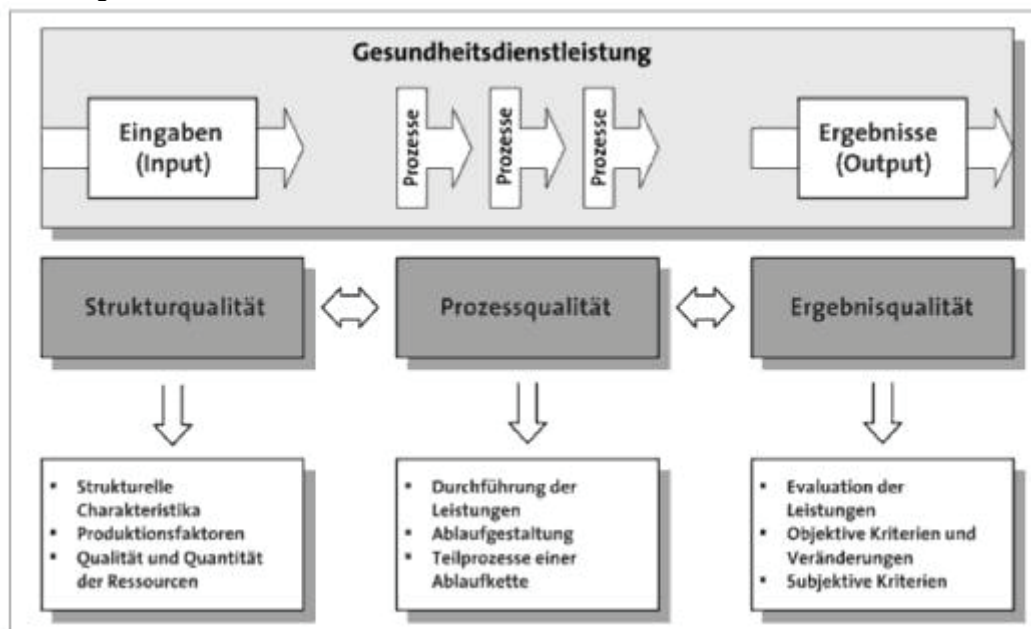 Gesundheitsdienstleistung
Eingaben
(Input)
Prozesse
Prozesse
Prozesse
Ergebnisse
(Output)
Strukturqualität
Prozessqualität
Ergebnisqualität
▪ Strukturelle
Charakteristika
▪ Produktionsfaktoren
▪ Qualität und Quantität
der Ressourcen
▪ Durchführung der
Leistungen
▪ Ablaufgestaltung
▪ Teilprozesse einer
Ablaufkette
▪ Evaluation der
Leistungen
▪ Objektive Kriterien und
Veränderungen
▪ Subjektive Kriterien